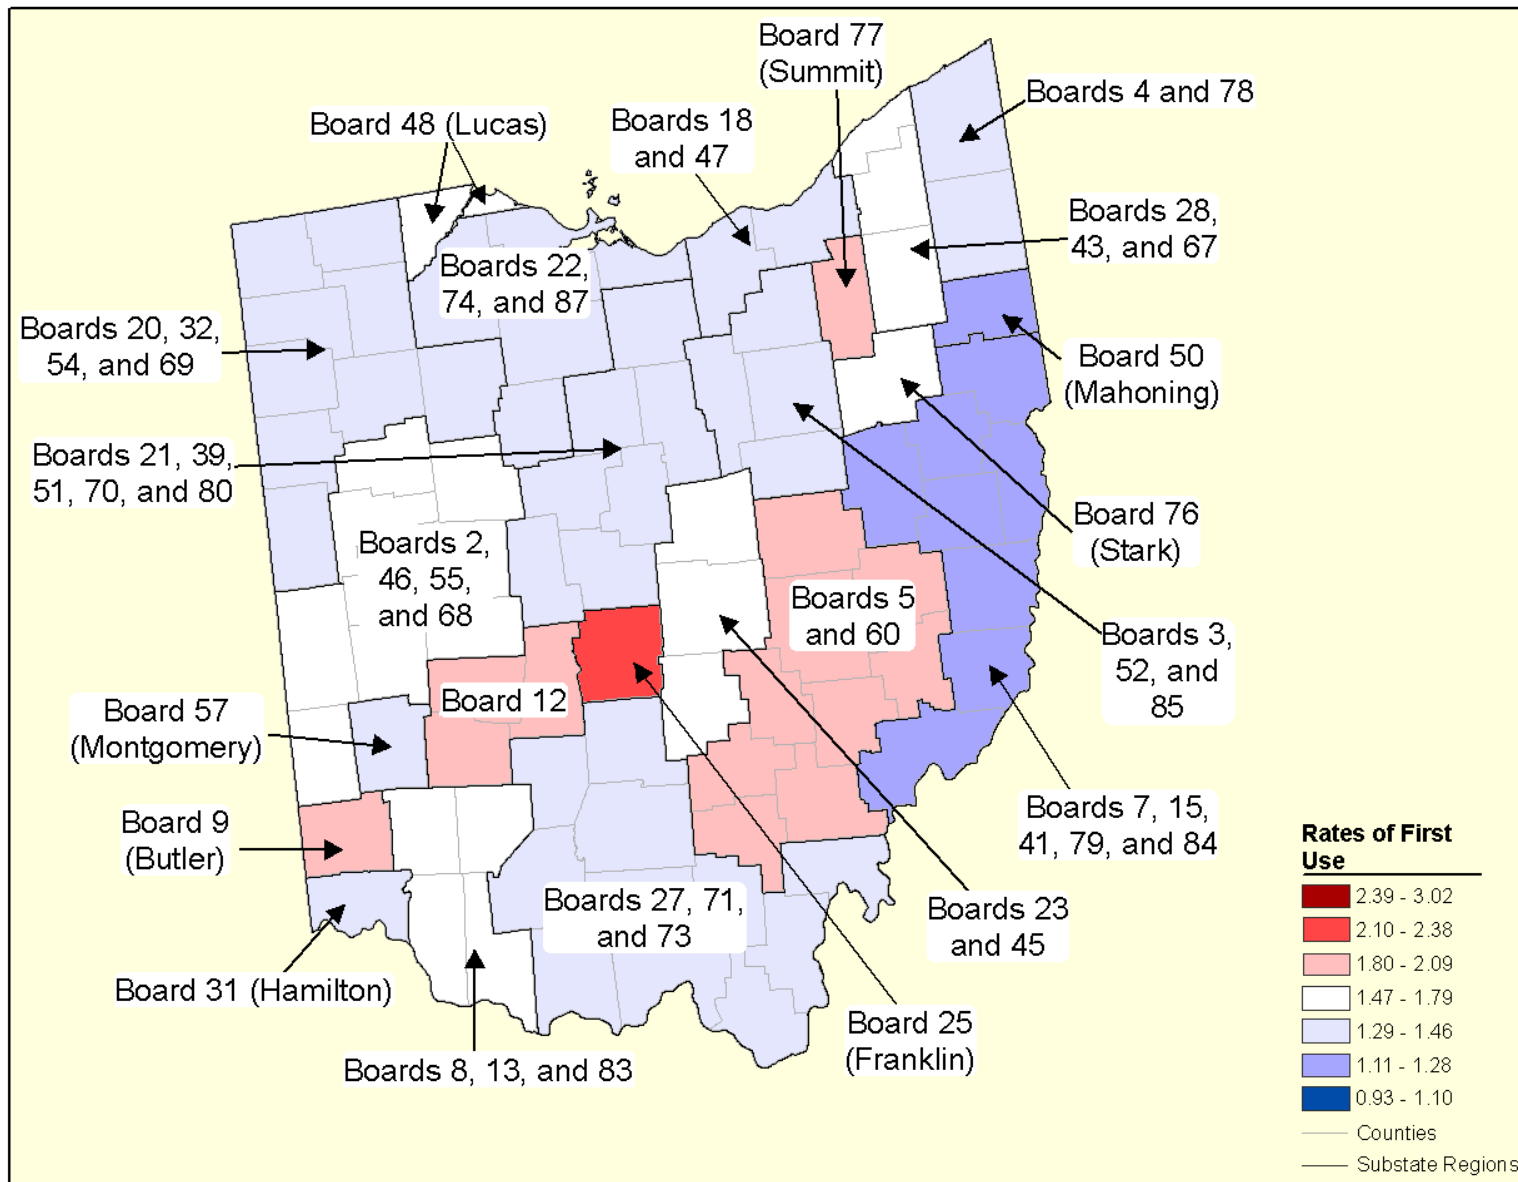 Board 77
(Summit)
Boards 4 and 78
Board 48 (Lucas)
Boards 18
and 47
Boards 28,
43, and 67
Boards 22,
74, and 87
Boards 20, 32,
54, and 69
Board 50
(Mahoning)
Boards 21, 39,
51, 70, and 80
Board 76
(Stark)
Boards 2,
46, 55,
and 68
Boards 5
and 60
Boards 3,
52, and
85
Board 12
Board 57
(Montgomery)
Boards 7, 15,
41, 79, and 84
Board 9
(Butler)
Boards 27, 71,
and 73
Boards 23
and 45
Board 31 (Hamilton)
Board 25
(Franklin)
Boards 8, 13, and 83
Rates of First
Use
2.39 - 3.02
2.10 - 2.38
1.80 - 2.09
1.47 - 1.79
1.29 - 1.46
1.11 - 1.28
0.93 - 1.10
Counties
Substate Regions